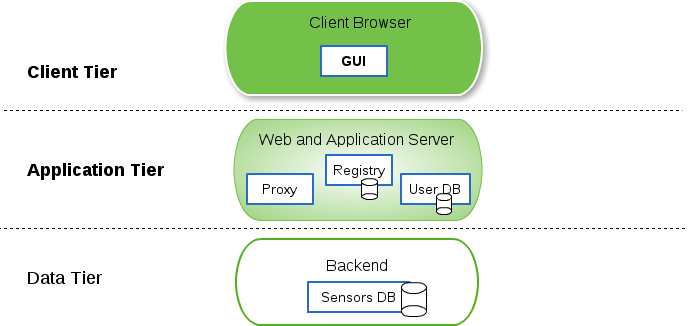 Client Browser
GUI
Client Tier
Web and Application Server
Registry
Application Tier
Proxy
User DB
Backend
Data Tier
Sensors DB